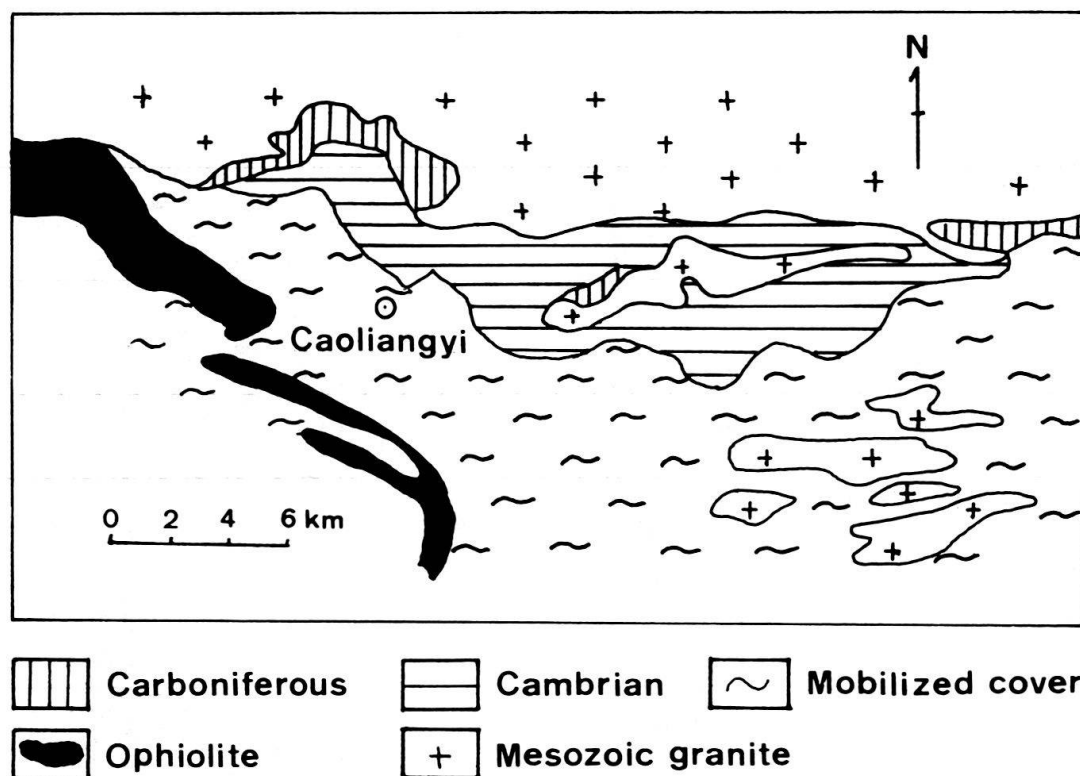 N
Caoliangyi
0 2 4 6 km
Carboniferous
Cambrian
Mobilized cover
Ophiolite
Mesozoic granite